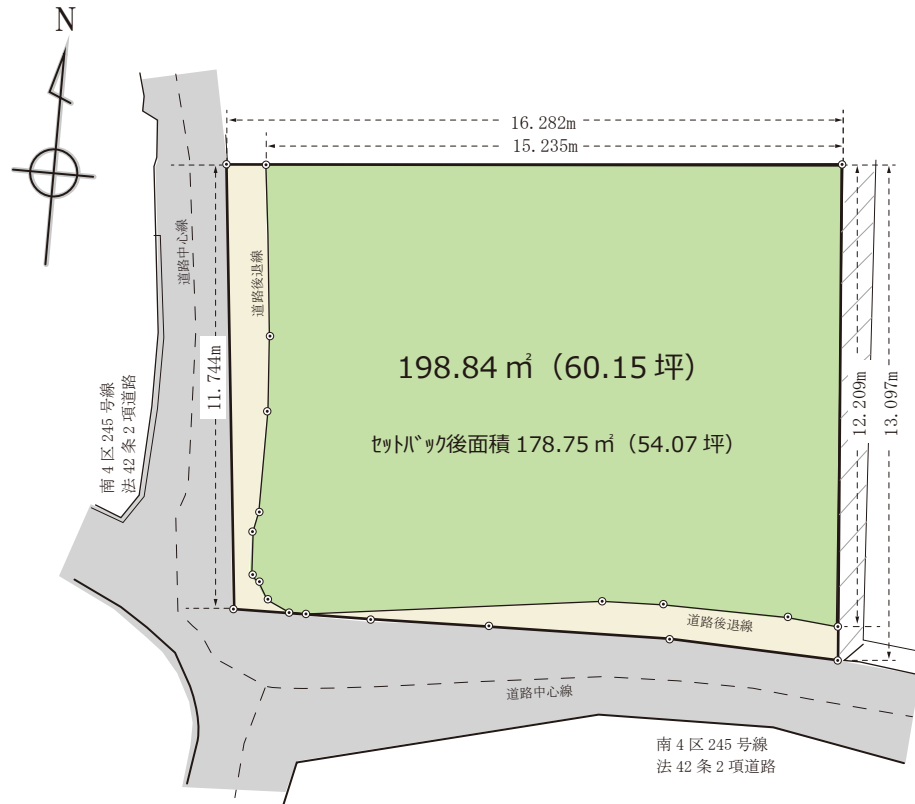 N
16.282m
15.235m
道路中心線
道路後退線
11.744m
12.209m
13.097m
198.84 ㎡（60.15 坪）
セットバック後面積 178.75 ㎡（54.07 坪）
南 4 区 245 号線
法 42 条 2 項道路
道路後退線
道路中心線
南 4 区 245 号線
法 42 条 2 項道路